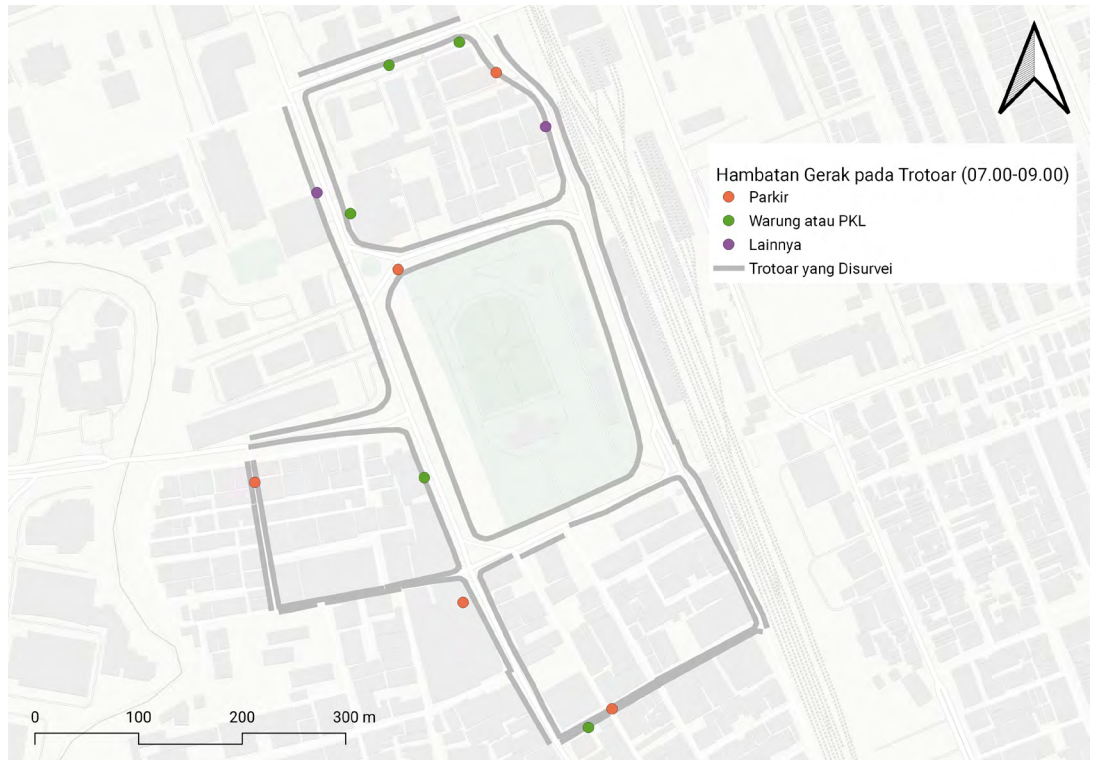 Hambatan Gerak pada Trotoar (07.00-09.00)
Parkir
Warung atau PKL
Lainnya
Trotoar yang Disurvei
0 100 200 300 m